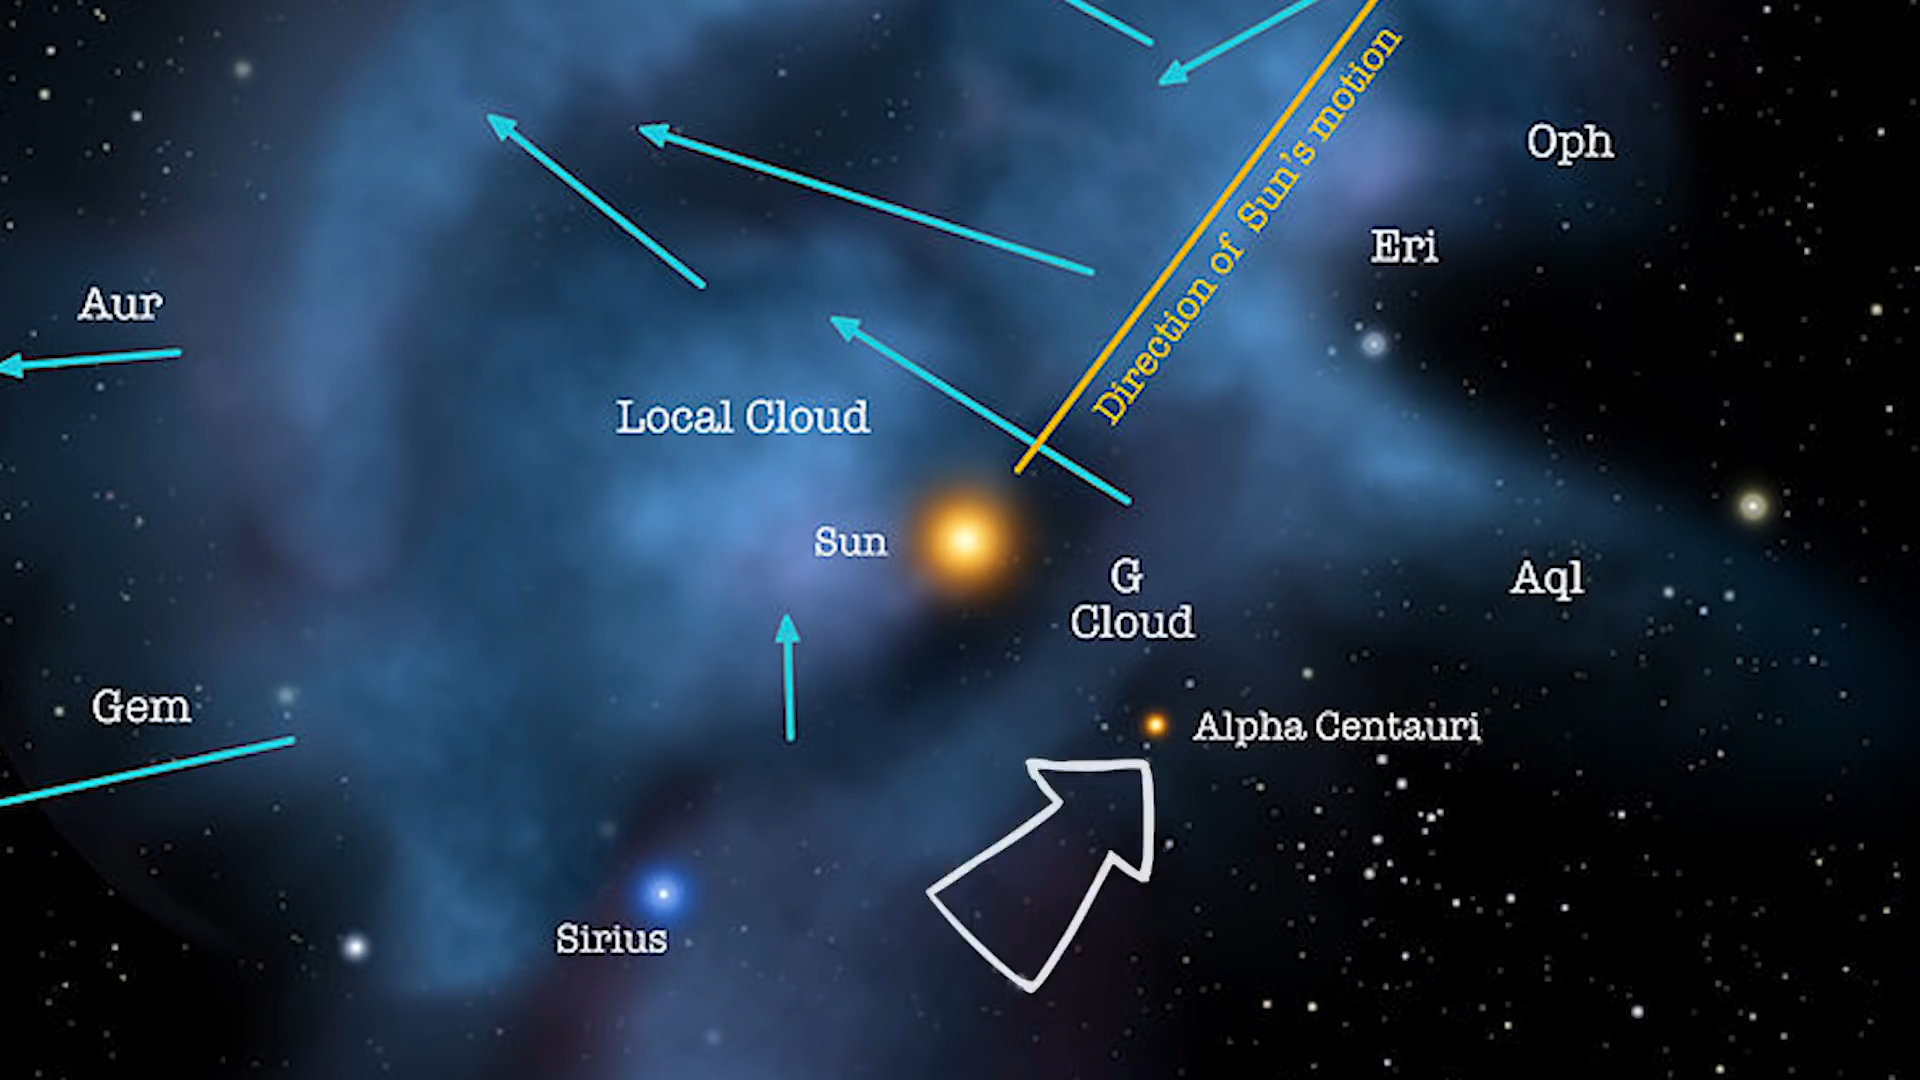 Direction of Sun's motion
Oph
Eri
Aur
Local Cloud
Sun
G
Cloud
Aql
Gem
Alpha Centauri
Sirius